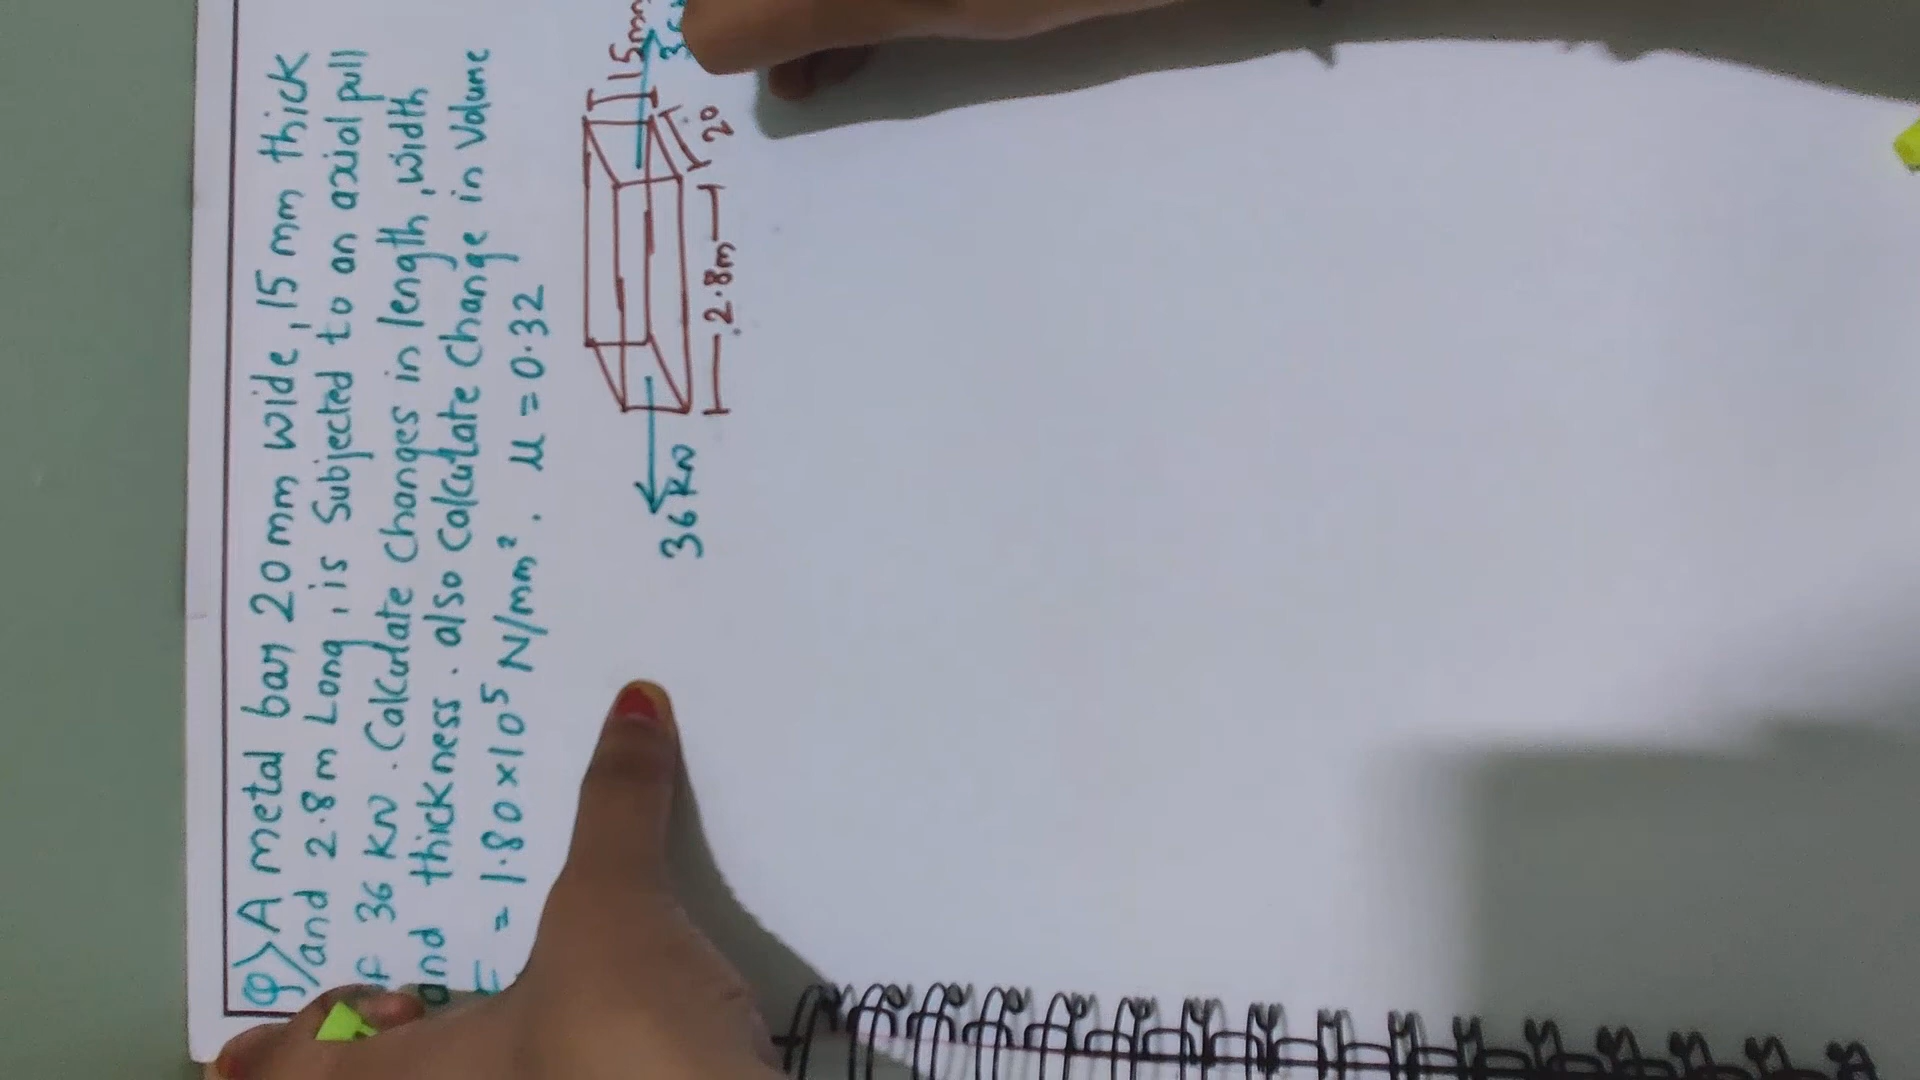 Q> A metal bar 20 mm wide, 15 mm thick
and 2.8 m Long, is Subjected to an axial pull
f 36 KN. Calculate changes in length, width
and thickness. also Calculate change in Volume
= 1.80 × 10⁵ N/mm². μ = 0.32
15mm
20
2.8m
36 KN